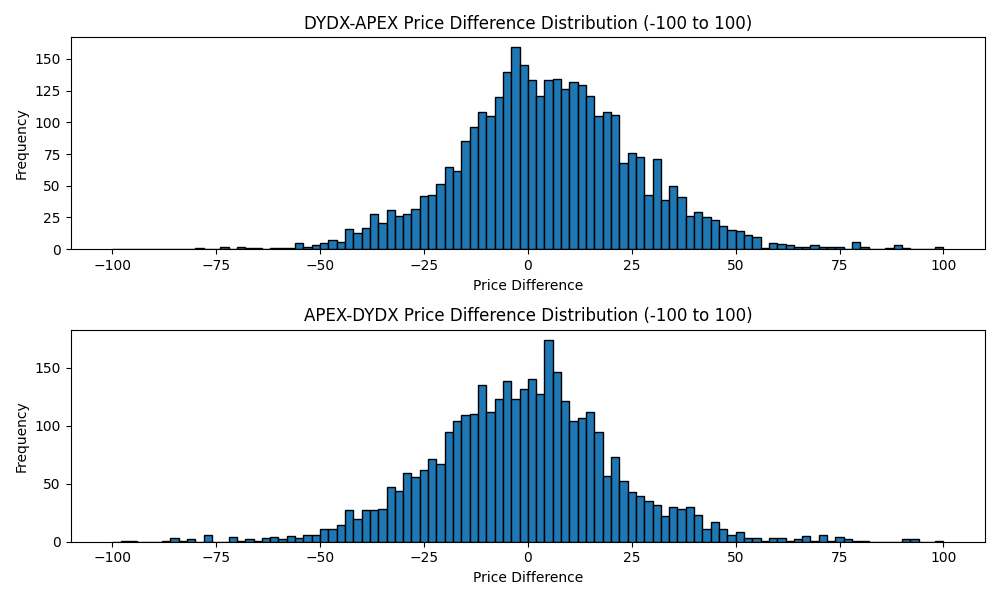 DYDX-APEX Price Difference Distribution (-100 to 100)
Frequency
150
125
100
75
50
25
0
−100 −75 −50 −25 0 25 50 75 100
Price Difference
APEX-DYDX Price Difference Distribution (-100 to 100)
Frequency
150
100
50
0
−100 −75 −50 −25 0 25 50 75 100
Price Difference